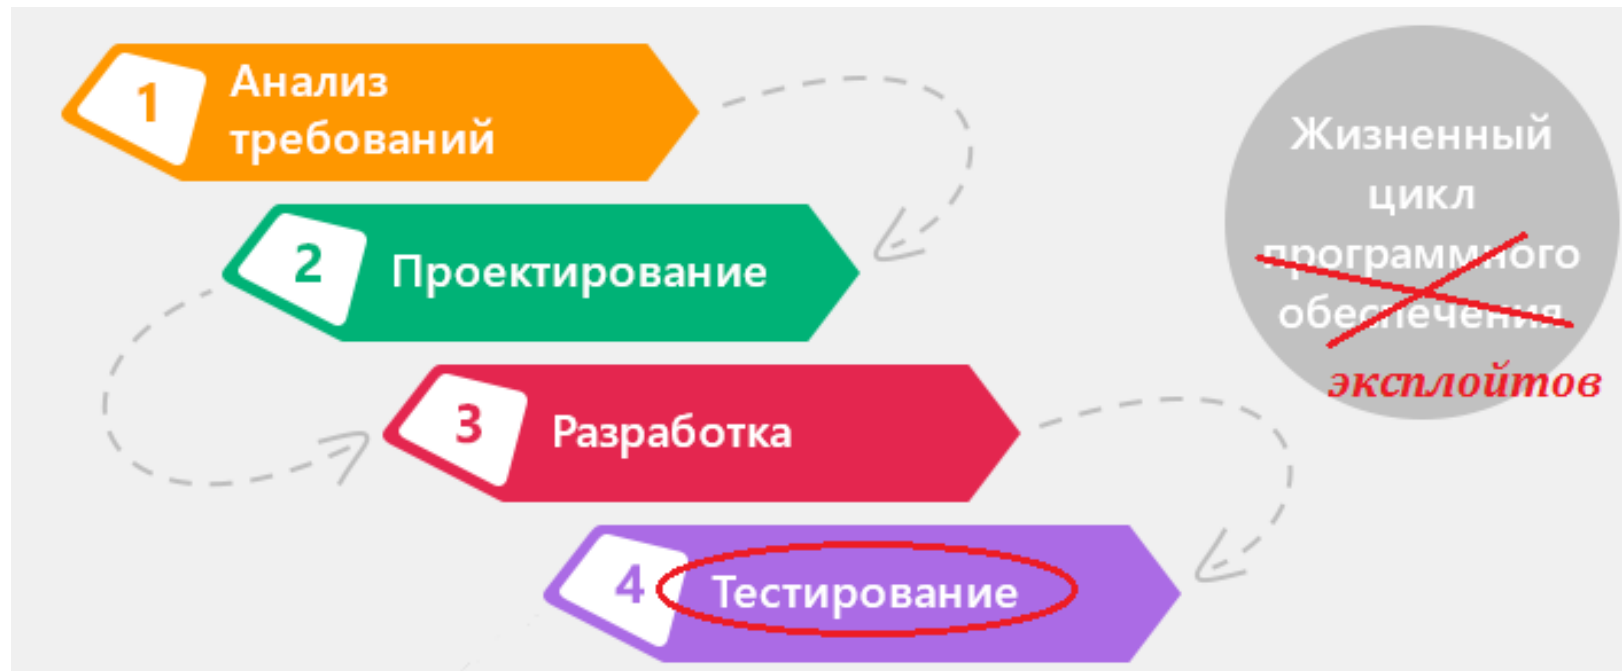 1
Анализ
требований
2
Проектирование
3
Разработка
4
Тестирование
Жизненный
цикл
программного
обеспечения
эксплойтов